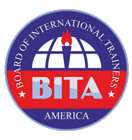 BOARD OF INTERNATIONAL TRAINERS
BITA
AMERICA